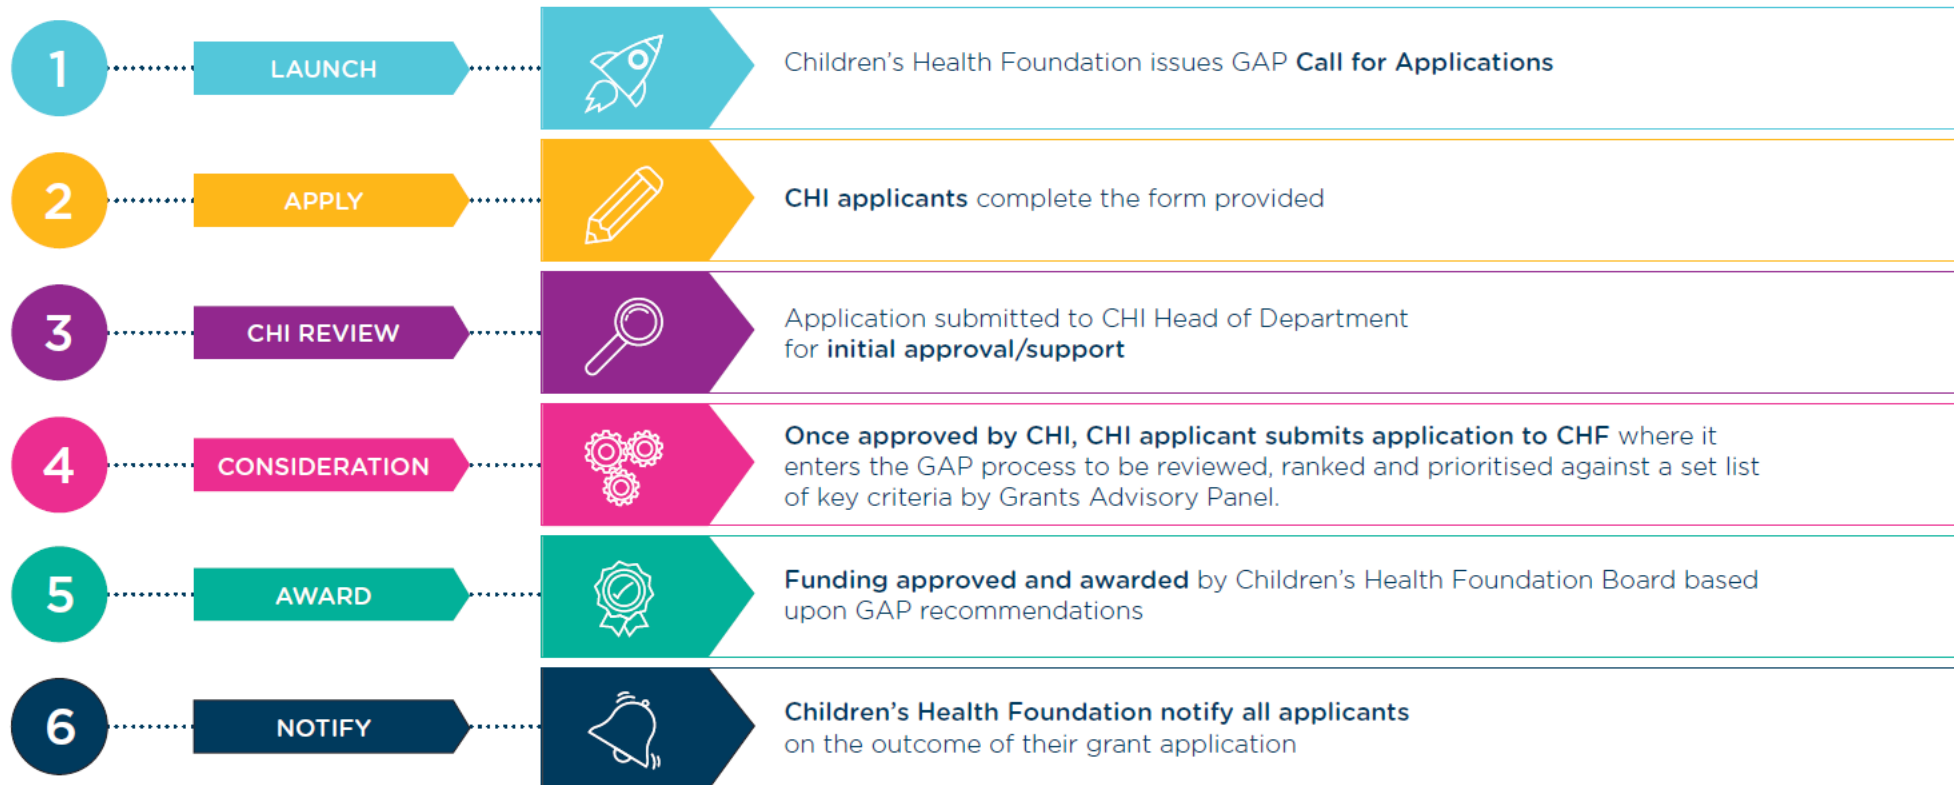 1
LAUNCH
Children's Health Foundation issues GAP Call for Applications
2
APPLY
CHI applicants complete the form provided
3
CHI REVIEW
Application submitted to CHI Head of Department
for initial approval/support
4
CONSIDERATION
Once approved by CHI, CHI applicant submits application to CHF where it
enters the GAP process to be reviewed, ranked and prioritised against a set list
of key criteria by Grants Advisory Panel.
5
AWARD
Funding approved and awarded by Children's Health Foundation Board based
upon GAP recommendations
6
NOTIFY
Children's Health Foundation notify all applicants
on the outcome of their grant application